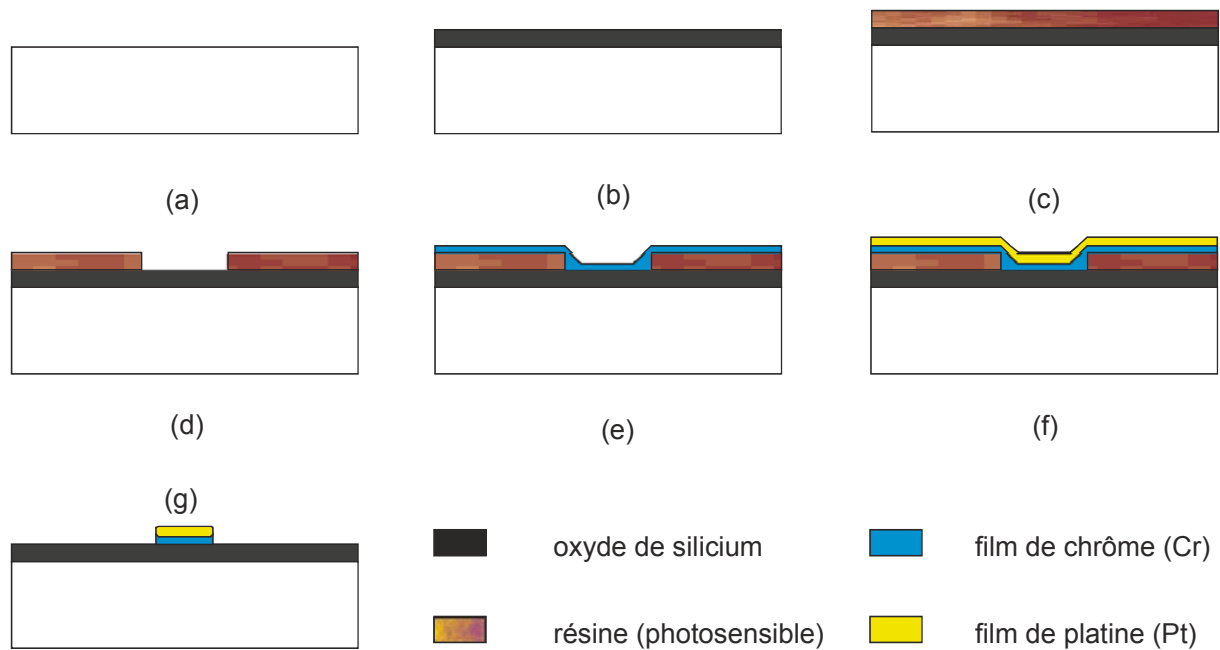 (a)
(b)
(c)
(d)
(e)
(f)
(g)
oxyde de silicium
film de chrôme (Cr)
résine (photosensible)
film de platine (Pt)